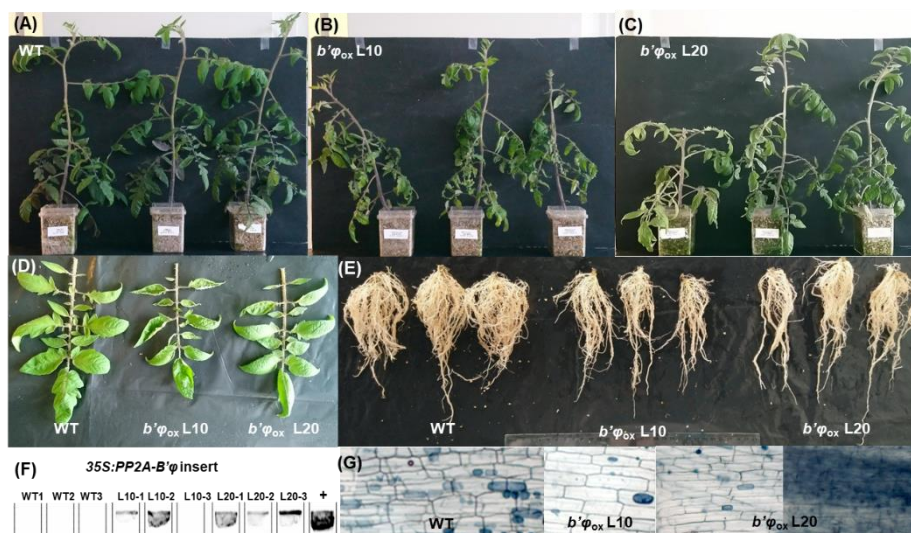 (A)
WT
(B)
b'φox L10
(C)
b'φox L20
(D)
WT
b'φox L10
b'φox L20
(E)
WT
b'φox L10
b'φox L20
(F)
35S:PP2A-B'φ insert
WT1 WT2 WT3 L10-1 L10-2 L10-3 L20-1 L20-2 L20-3 +
(G)
WT
b'φox L10
b'φox L20